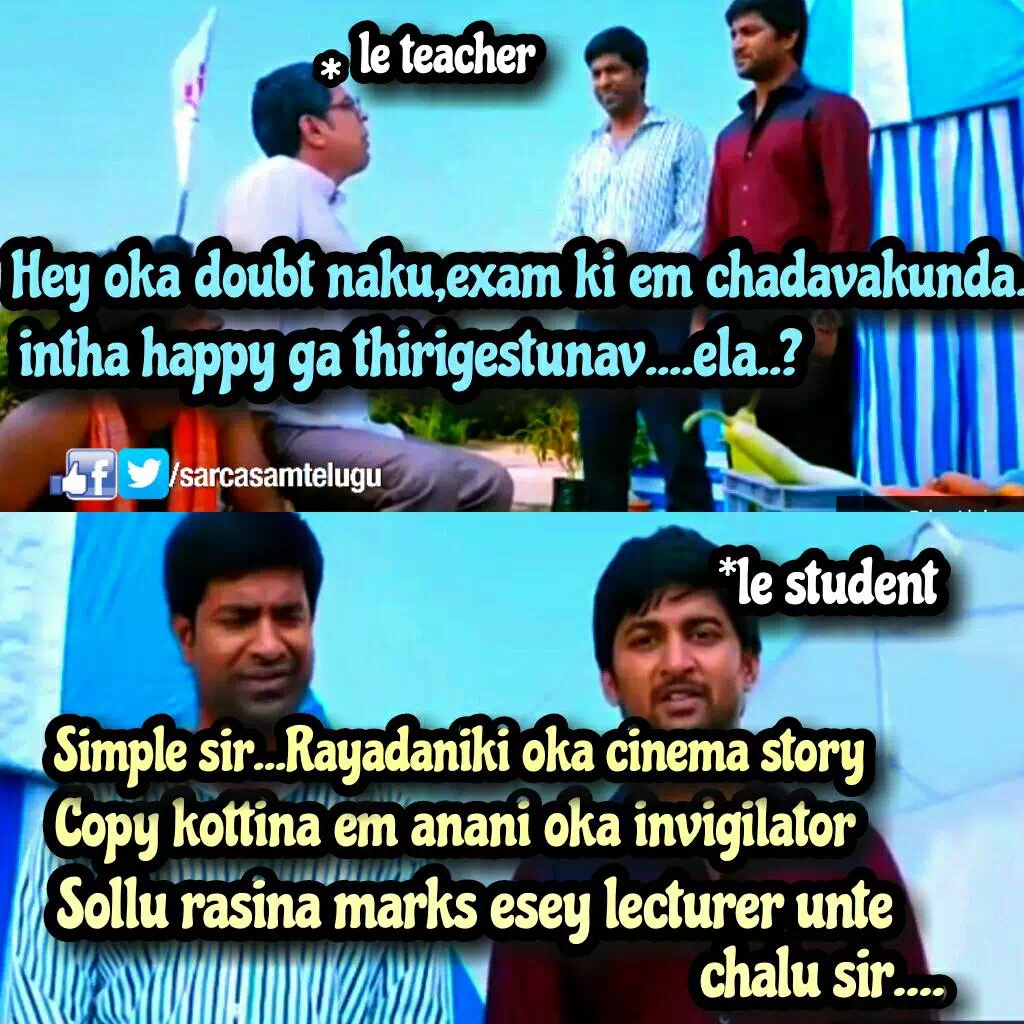 * le teacher
Hey oka doubt naku,exam ki em chadavakunda.
intha happy ga thirigestunav....ela..?
/sarcasamtelugu
*le student
Simple sir...Rayadaniki oka cinema story
Copy kottina em anani oka invigilator
Sollu rasina marks esey lecturer unte
chalu sir....